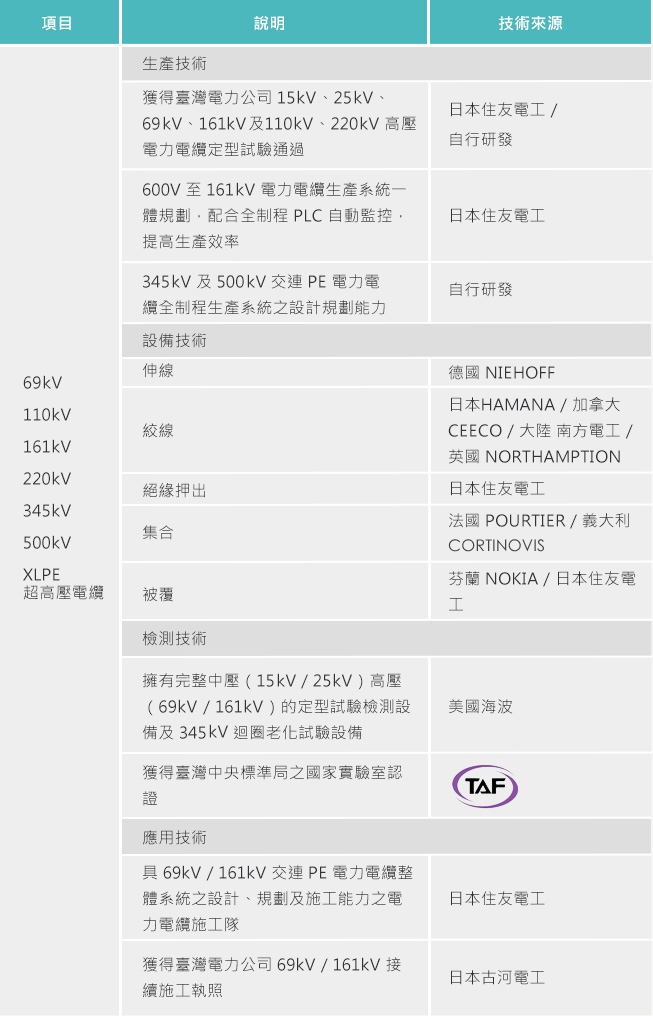 項目
說明
技術來源
69kV
110kV
161kV
220kV
345kV
500kV
XLPE
超高壓電纜
生產技術
獲得臺灣電力公司 15kV、25kV、
69kV、161kV及110kV、220kV 高壓
電力電纜定型試驗通過
日本住友電工 /
自行研發
600V 至 161kV 電力電纜生產系統一
體規劃，配合全制程 PLC 自動監控，
提高生產效率
日本住友電工
345kV 及 500kV 交連 PE 電力電
纜全制程生產系統之設計規劃能力
自行研發
設備技術
伸線
德國 NIEHOFF
絞線
日本HAMANA / 加拿大
CEECO / 大陸 南方電工 /
英國 NORTHAMPTION
絕緣押出
日本住友電工
集合
法國 POURTIER / 義大利
CORTINOVIS
被覆
芬蘭 NOKIA / 日本住友電
工
檢測技術
擁有完整中壓 ( 15kV / 25kV ) 高壓
( 69kV / 161kV ) 的定型試驗檢測設
備及 345kV 迴圈老化試驗設備
美國海波
獲得臺灣中央標準局之國家實驗室認
證
TAF
應用技術
具 69kV / 161kV 交連 PE 電力電纜整
體系統之設計、規劃及施工能力之電
力電纜施工隊
日本住友電工
獲得臺灣電力公司 69kV / 161kV 接
續施工執照
日本古河電工